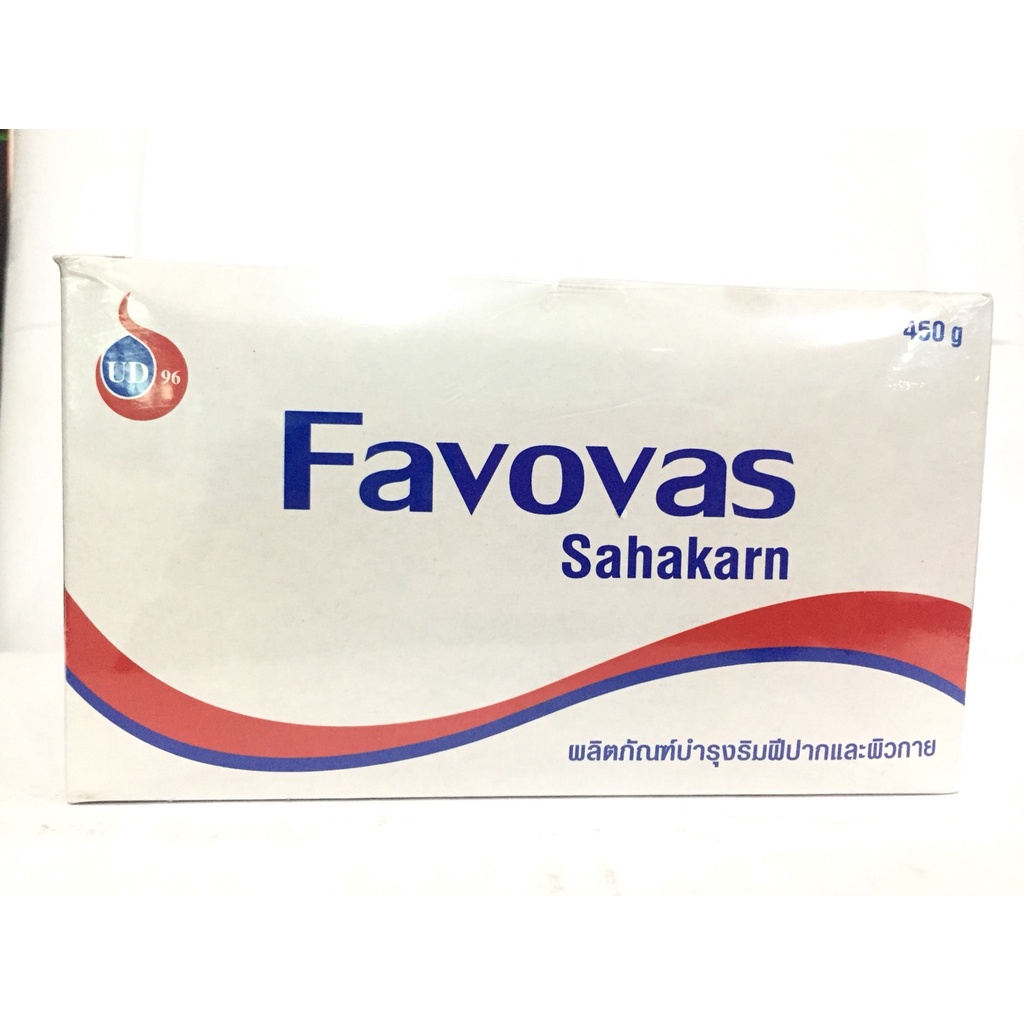 UD 96
450 g
Favovas
Sahakarn
ผลิตภัณฑ์บำรุงริมฝีปากและผิวกาย